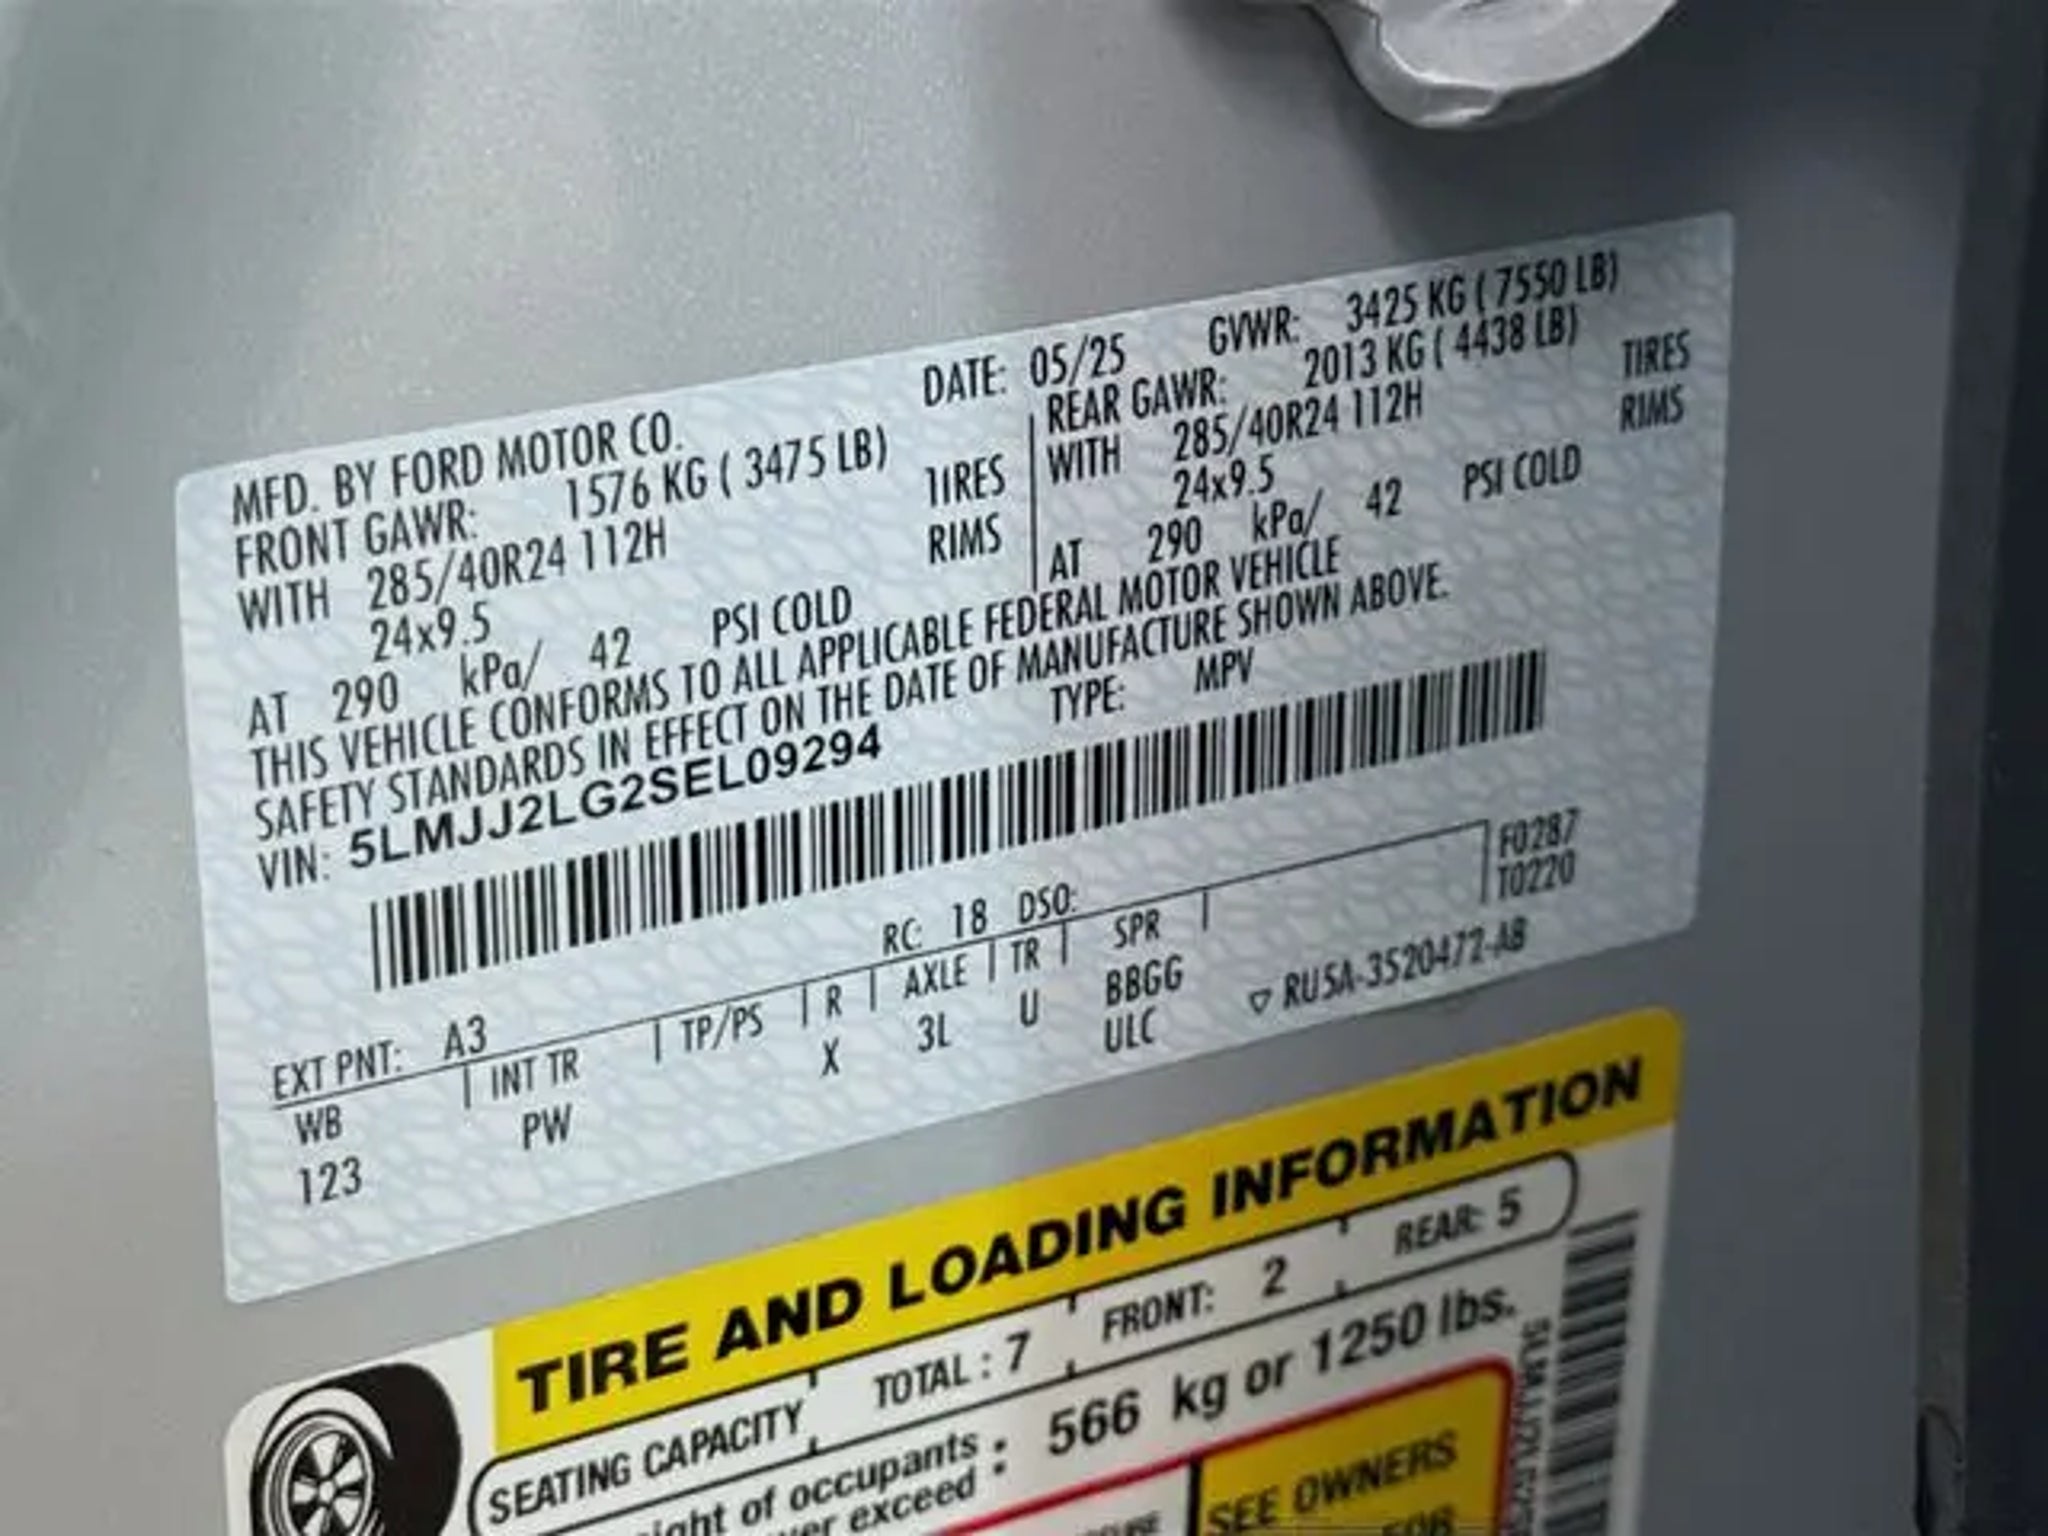 MFD. BY FORD MOTOR CO. DATE: 05/25 GVWR: 3425 KG ( 7550 LB)
FRONT GAWR: 1576 KG ( 3475 LB) REAR GAWR: 2013 KG ( 4438 LB)
WITH 285/40R24 112H TIRES WITH 285/40R24 112H TIRES
24x9.5 RIMS 24x9.5 RIMS
AT 290 kPa/ 42 PSI COLD AT 290 kPa/ 42 PSI COLD
THIS VEHICLE CONFORMS TO ALL APPLICABLE FEDERAL MOTOR VEHICLE
SAFETY STANDARDS IN EFFECT ON THE DATE OF MANUFACTURE SHOWN ABOVE.
VIN: 5LMJJ2LG2SEL09294 TYPE: MPV
F0287
T0220
EXT PNT: A3 RC: 18 DSO:
WB INT TR TP/PS R AXLE TR SPR
123 PW X 3L U BBGG
ULC
RU5A-3520472-AB
TIRE AND LOADING INFORMATION
SEATING CAPACITY TOTAL : 7 FRONT: 2 REAR: 5
of occupants : 566 kg or 1250 lbs.
exceed :
SEE OWNERS
FOR